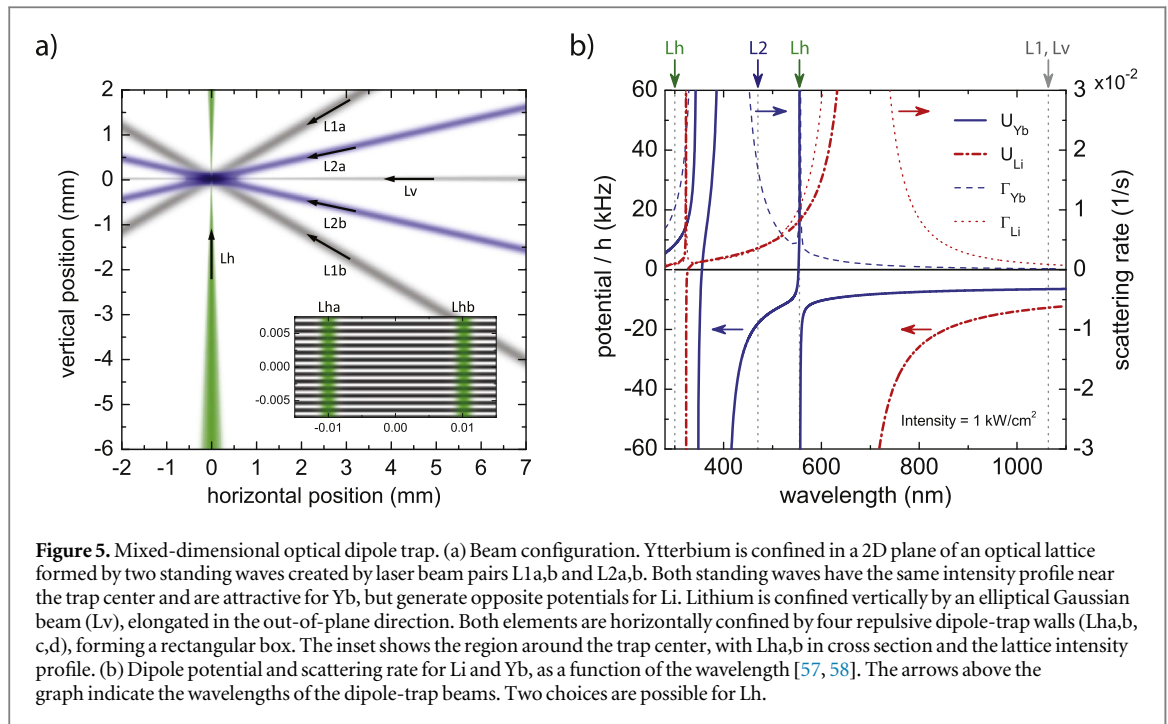 a)
2
1
0
-1
-2
-3
-4
-5
-6
vertical position (mm)
L1a
L2a
Lv
L2b
L1b
Lh
Lha
Lhb
0.005
0.000
-0.005
-0.01
0.00
0.01
-2 -1 0 1 2 3 4 5 6 7
horizontal position (mm)
b)
Lh L2 Lh L1, Lv
60
40
20
0
-20
-40
-60
potential / h (kHz)
3 x10⁻²
2
1
0
-1
-2
-3
scattering rate (1/s)
U_Yb
U_Li
Γ_Yb
Γ_Li
Intensity = 1 kW/cm²
400 600 800 1000
wavelength (nm)
Figure 5. Mixed-dimensional optical dipole trap. (a) Beam configuration. Ytterbium is confined in a 2D plane of an optical lattice
formed by two standing waves created by laser beam pairs L1a,b and L2a,b. Both standing waves have the same intensity profile near
the trap center and are attractive for Yb, but generate opposite potentials for Li. Lithium is confined vertically by an elliptical Gaussian
beam (Lv), elongated in the out-of-plane direction. Both elements are horizontally confined by four repulsive dipole-trap walls (Lha,b,
c,d), forming a rectangular box. The inset shows the region around the trap center, with Lha,b in cross section and the lattice intensity
profile. (b) Dipole potential and scattering rate for Li and Yb, as a function of the wavelength [57, 58]. The arrows above the
graph indicate the wavelengths of the dipole-trap beams. Two choices are possible for Lh.